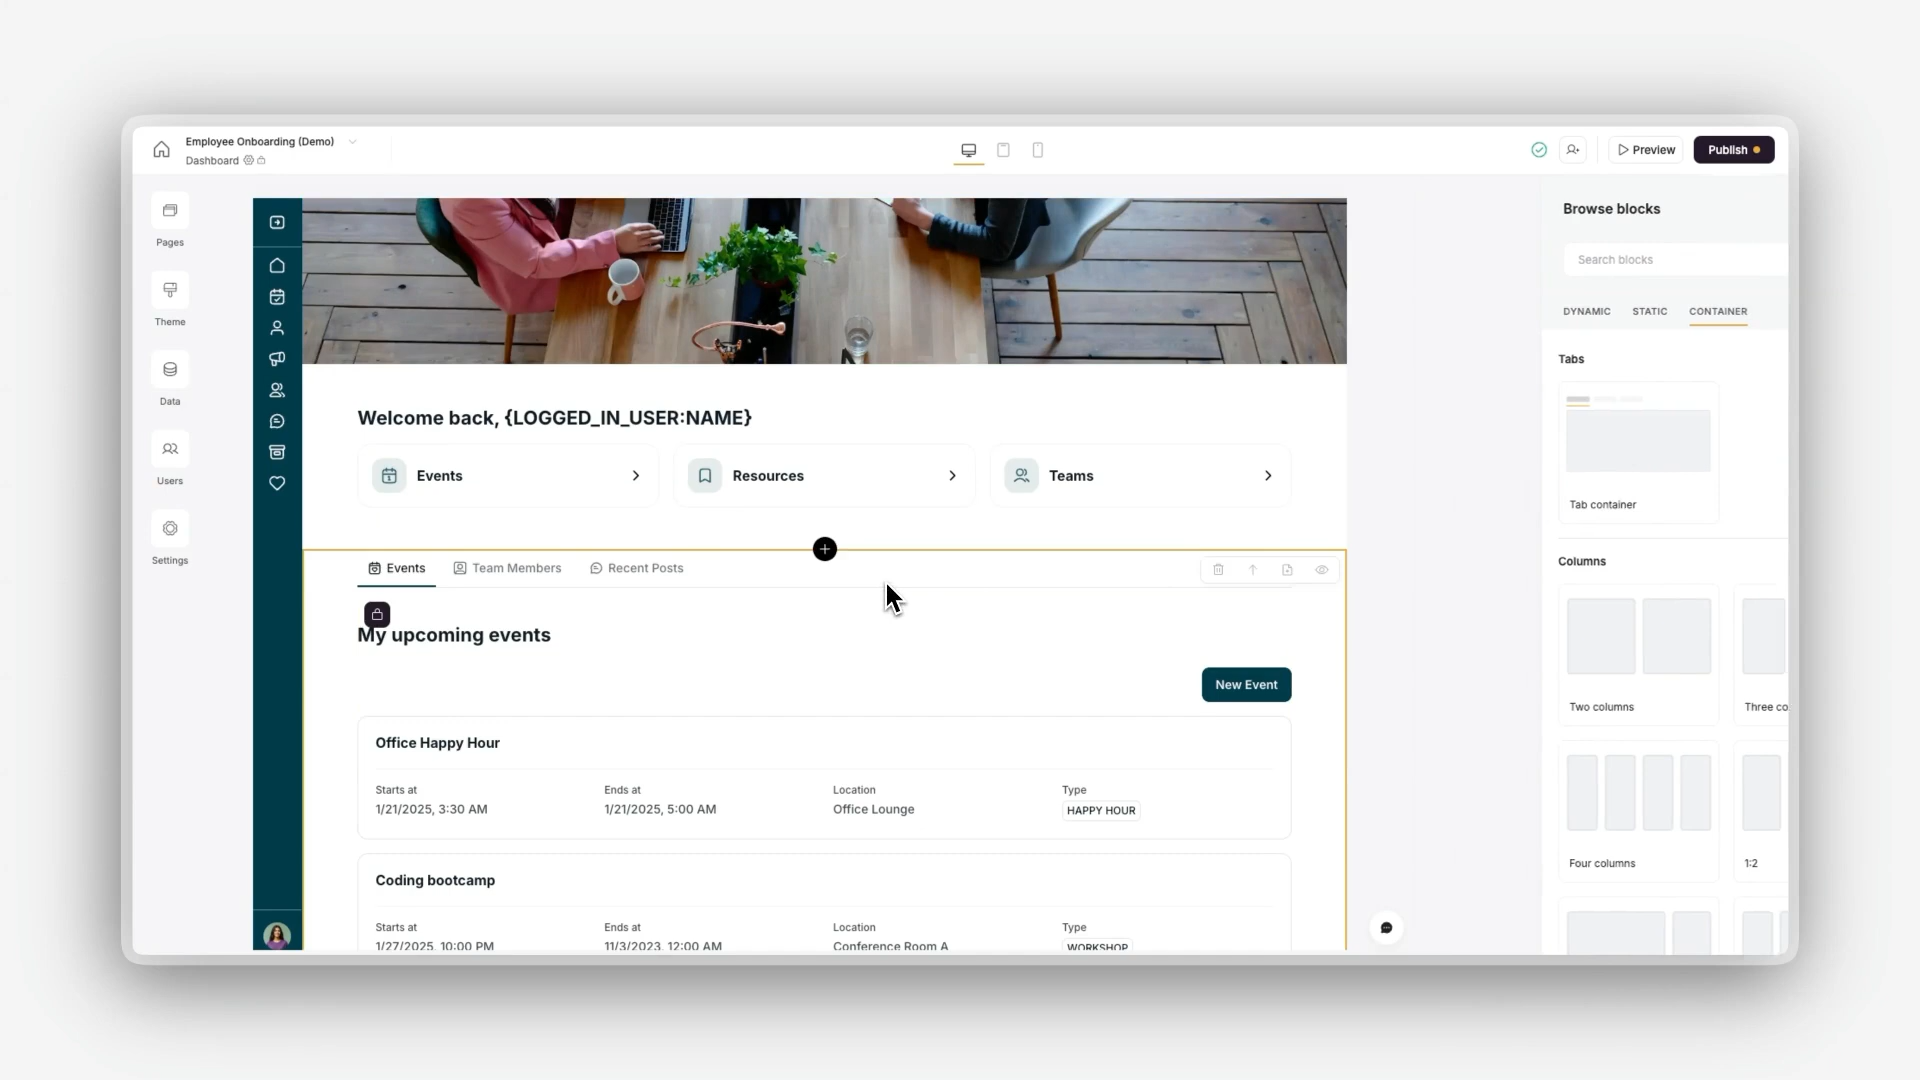 Employee Onboarding (Demo)
Dashboard
Preview
Publish
Pages
Theme
Data
Users
Settings
Welcome back, {LOGGED_IN_USER:NAME}
Events
Resources
Teams
Events
Team Members
Recent Posts
My upcoming events
New Event
Office Happy Hour
Starts at
Ends at
Location
Type
1/21/2025, 3:30 AM
1/21/2025, 5:00 AM
Office Lounge
HAPPY HOUR
Coding bootcamp
Starts at
Ends at
Location
Type
1/27/2025, 10:00 PM
11/3/2023, 12:00 AM
Conference Room A
WORKSHOP
Browse blocks
Search blocks
DYNAMIC
STATIC
CONTAINER
Tabs
Tab container
Columns
Two columns
Three co
Four columns
1:2